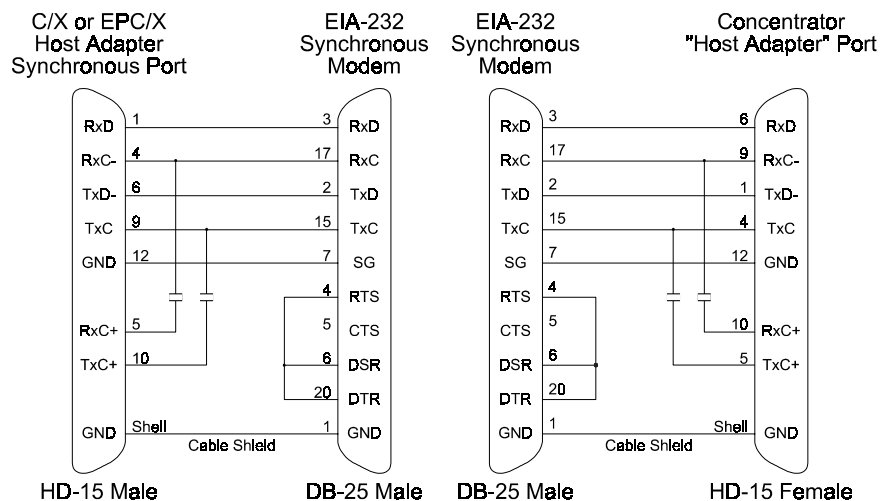 C/X or EPC/X
Host Adapter
Synchronous Port
EIA-232
Synchronous
Modem
EIA-232
Synchronous
Modem
Concentrator
"Host Adapter" Port
RxD 1 3 RxD
RxC- 4 17 RxC
TxD- 6 2 TxD
TxC 9 15 TxC
GND 12 7 SG
4 RTS
RxC+ 5 5 CTS
TxC+ 10 6 DSR
20 DTR
GND Shell 1 GND
Cable Shield
HD-15 Male
DB-25 Male
RxD 3 6 RxD
RxC 17 9 RxC-
TxD 2 1 TxD-
TxC 15 4 TxC
SG 7 12 GND
RTS 4
CTS 5 10 RxC+
DSR 6 5 TxC+
DTR 20
GND 1 Shell GND
Cable Shield
DB-25 Male
HD-15 Female